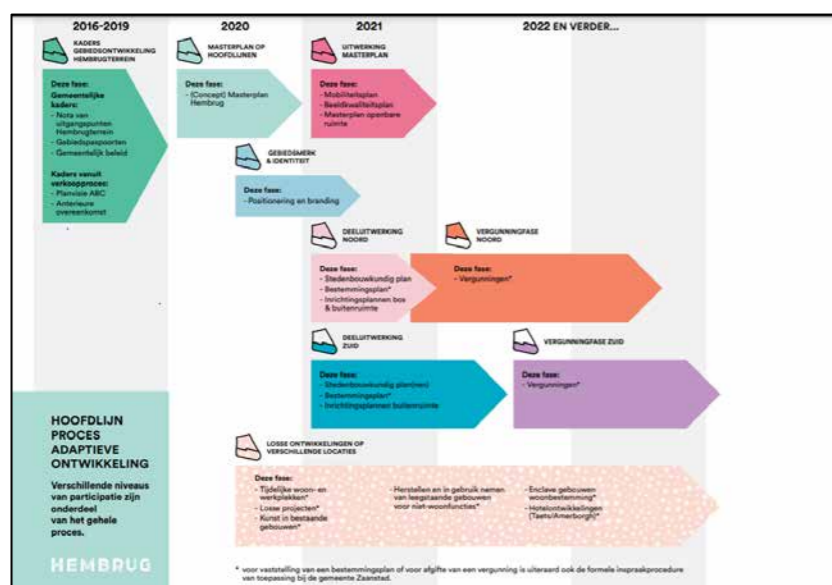 2016-2019
2020
2021
2022 EN VERDER...
KADERS
GEBIEDSONTWIKKELING
HEMBRUGTERREIN
Deze fase:
Gemeentelijke
kaders:
- Nota van
uitgangspunten
Hembrugterrein
- Gebiedspaspoorten
- Gemeentelijk beleid
Kaders vanuit
verkoopproces:
- Planvisie ABC
- Anterieure
overeenkomst
MASTERPLAN OP
HOOFDLIJNEN
Deze fase:
- (Concept) Masterplan
Hembrug
UITWERKING
MASTERPLAN
Deze fase:
- Mobiliteitsplan
- Beeldkwaliteitsplan
- Masterplan openbare
ruimte
GEBIEDSMERK
& IDENTITEIT
Deze fase:
- Positionering en branding
DEELUITWERKING
NOORD
Deze fase:
- Stedenbouwkundig plan
- Bestemmingsplan*
- Inrichtingsplannen bos
& buitenruimte
VERGUNNINGFASE
NOORD
Deze fase:
- Vergunningen*
DEELUITWERKING
ZUID
Deze fase:
- Stedenbouwkundig plan(nen)
- Bestemmingsplan*
- Inrichtingsplannen buitenruimte
VERGUNNINGFASE ZUID
Deze fase:
- Vergunningen*
LOSSE ONTWIKKELINGEN OP
VERSCHILLENDE LOCATIES
Deze fase:
- Tijdelijke woon- en
werkplekken*
- Losse projecten*
- Kunst in bestaande
gebouwen*
- Herstellen en in gebruik nemen
van leegstaande gebouwen
voor niet-woonfuncties*
- Enclave gebouwen
woonbestemming*
- Hotelontwikkelingen
(Taets/Amerborgh)*
HOOFDLIJN
PROCES
ADAPTIEVE
ONTWIKKELING
Verschillende niveaus
van participatie zijn
onderdeel
van het gehele
proces.
HEMBRUG
* voor vaststelling van een bestemmingsplan of voor afgifte van een vergunning is uiteraard ook de formele inspraakprocedure
van toepassing bij de gemeente Zaanstad.